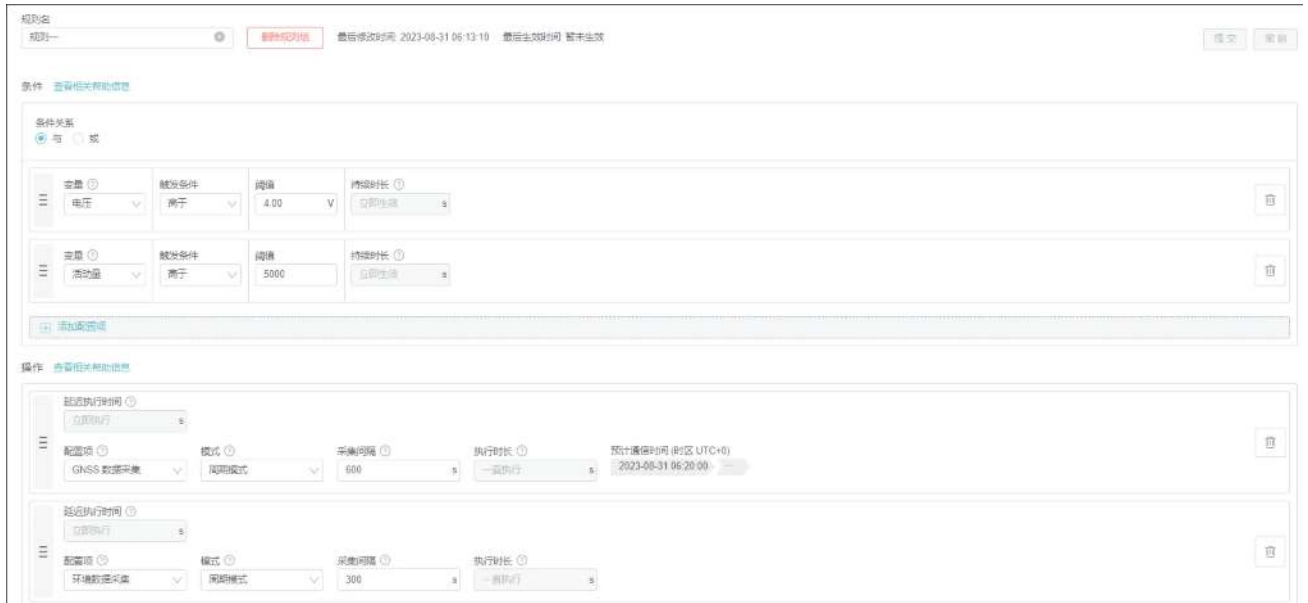 规则名
规则一 删除规则组 最后修改时间: 2023-08-31 06:13:10 最后生效时间: 暂未生效 提交
条件 查看相关帮助信息
条件关系
与 或
变量 触发条件 阈值 持续时长
电压 高于 4.00 V 立即生效 s
变量 触发条件 阈值 持续时长
活动量 高于 5000 立即生效 s
添加配置项
操作 查看相关帮助信息
延迟执行时间
立即执行 s
配置项 模式 采集间隔 执行时长 预计通信时间 (时区 UTC+0)
GNSS 数据采集 周期模式 600 s 一直执行 s 2023-08-31 06:20:00 ...
延迟执行时间
立即执行 s
配置项 模式 采集间隔 执行时长
环境数据采集 周期模式 300 s 一直执行 s